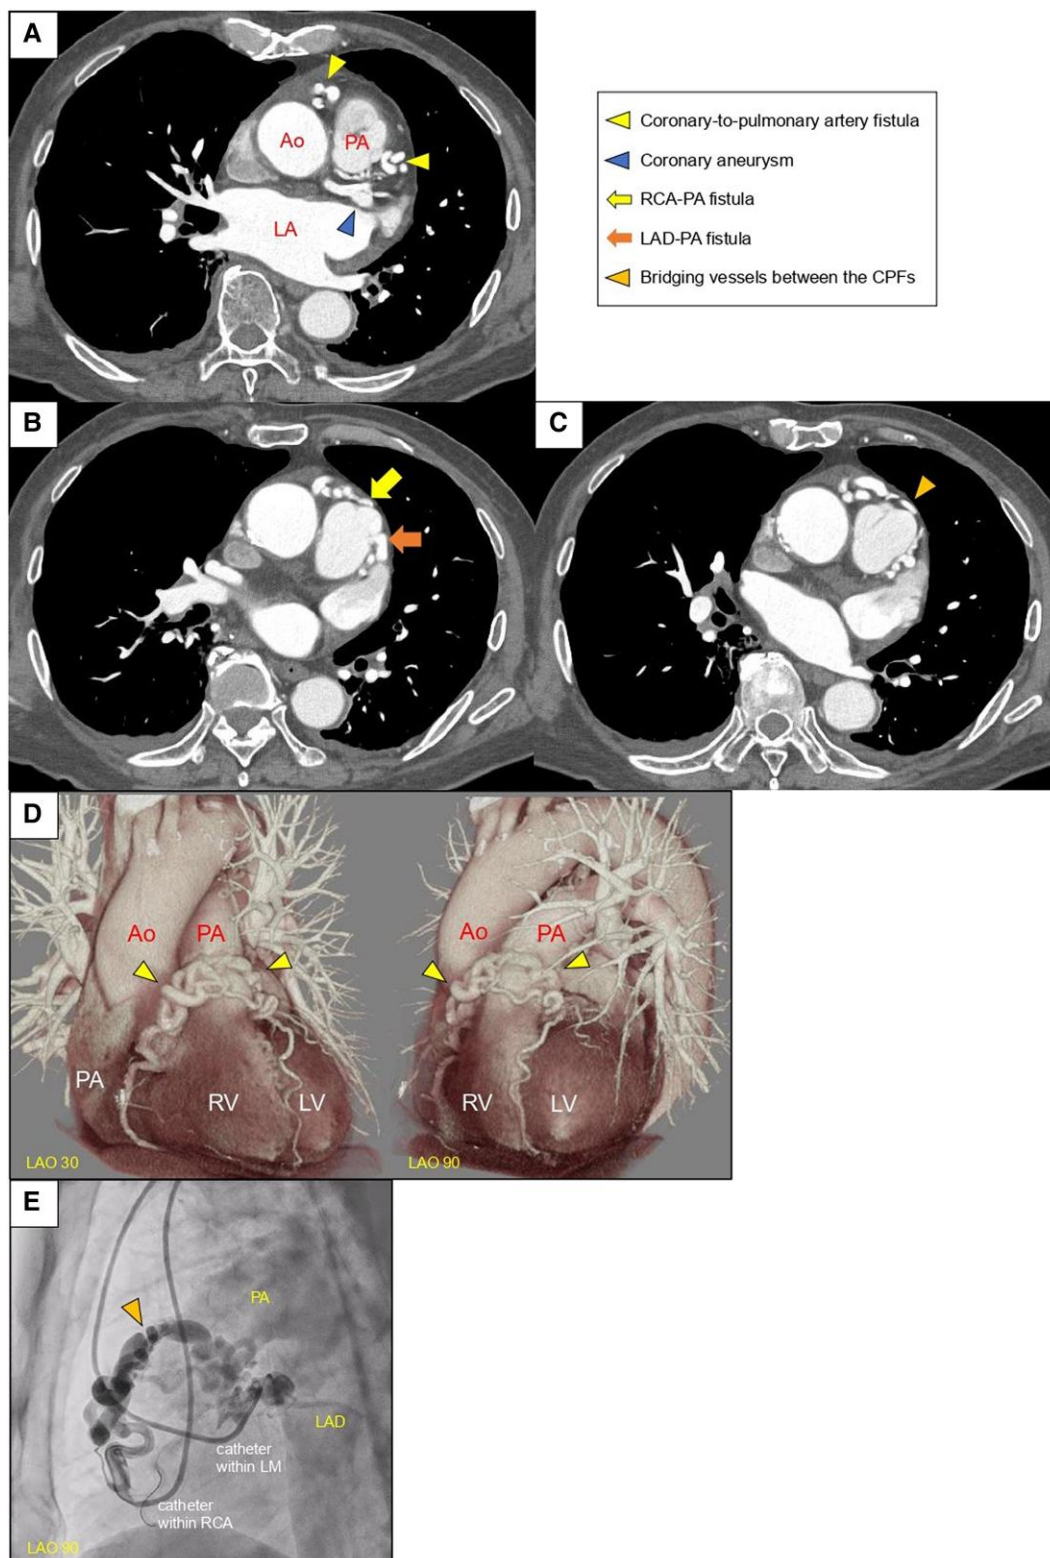 A
Ao
PA
LA
Coronary-to-pulmonary artery fistula
Coronary aneurysm
RCA-PA fistula
LAD-PA fistula
Bridging vessels between the CPFs
B
C
D
Ao
PA
PA
RV
LV
LAO 30
Ao
PA
RV
LV
LAO 90
E
PA
LAD
catheter
within LM
catheter
within RCA
LAO 90